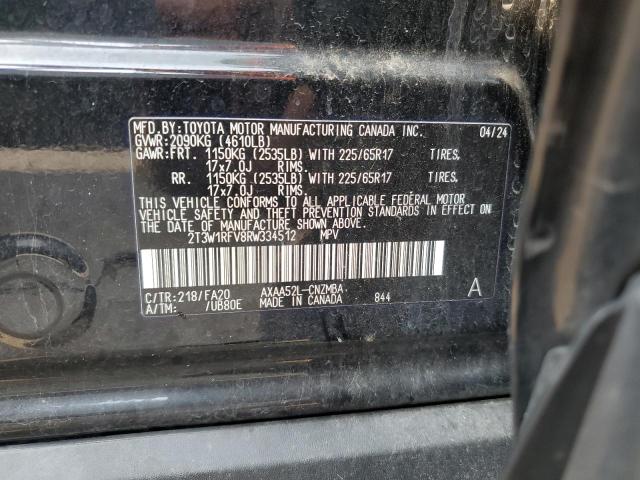 MFD.BY:TOYOTA MOTOR MANUFACTURING CANADA INC. 04/24
GVWR:2090KG (4610LB)
GAWR:FRT. 1150KG (2535LB) WITH 225/65R17 TIRES.
17x7.0J RIMS.
RR. 1150KG (2535LB) WITH 225/65R17 TIRES.
17x7.0J RIMS.
THIS VEHICLE CONFORMS TO ALL APPLICABLE FEDERAL MOTOR
VEHICLE SAFETY AND THEFT PREVENTION STANDARDS IN EFFECT
ON THE DATE OF MANUFACTURE SHOWN ABOVE.
2T3W1RFV8RW334512 MPV
C/TR:218/FA20 AXAA52L-CNZMBA
A/TM: /UB80E MADE IN CANADA 844 A